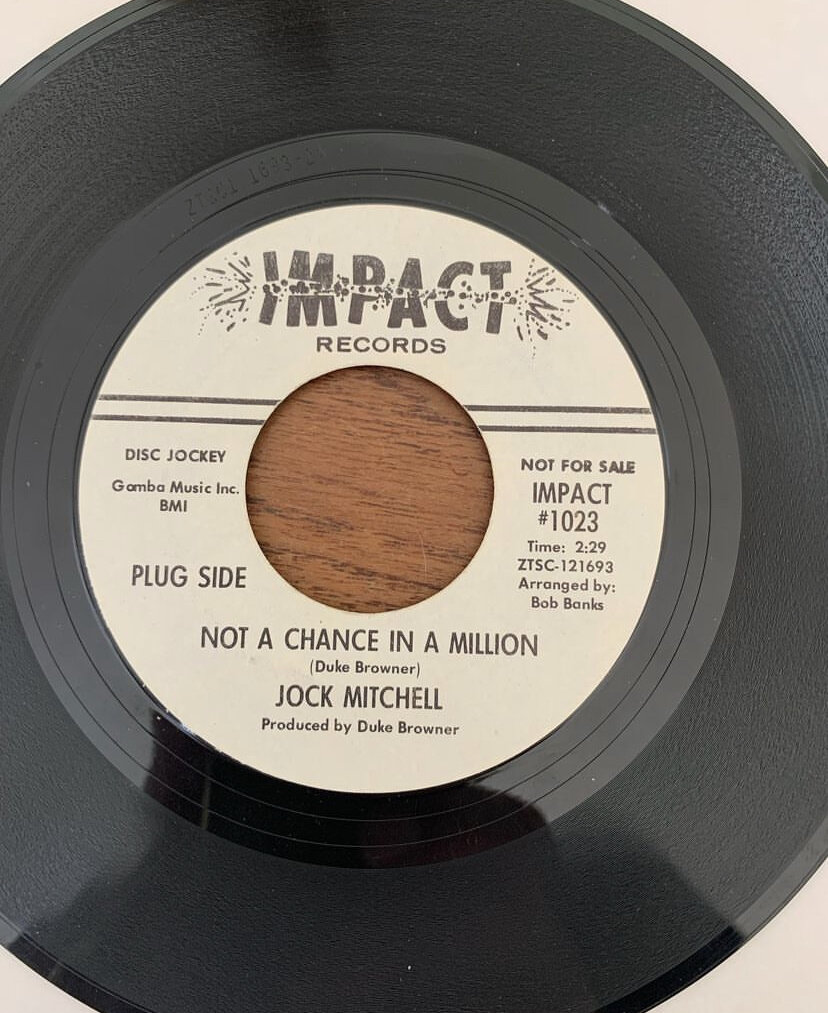 IMPACT
RECORDS
DISC JOCKEY
Gomba Music Inc.
BMI
PLUG SIDE
NOT FOR SALE
IMPACT
#1023
Time: 2:29
ZTSC-121693
Arranged by:
Bob Banks
NOT A CHANCE IN A MILLION
(Duke Browner)
JOCK MITCHELL
Produced by Duke Browner